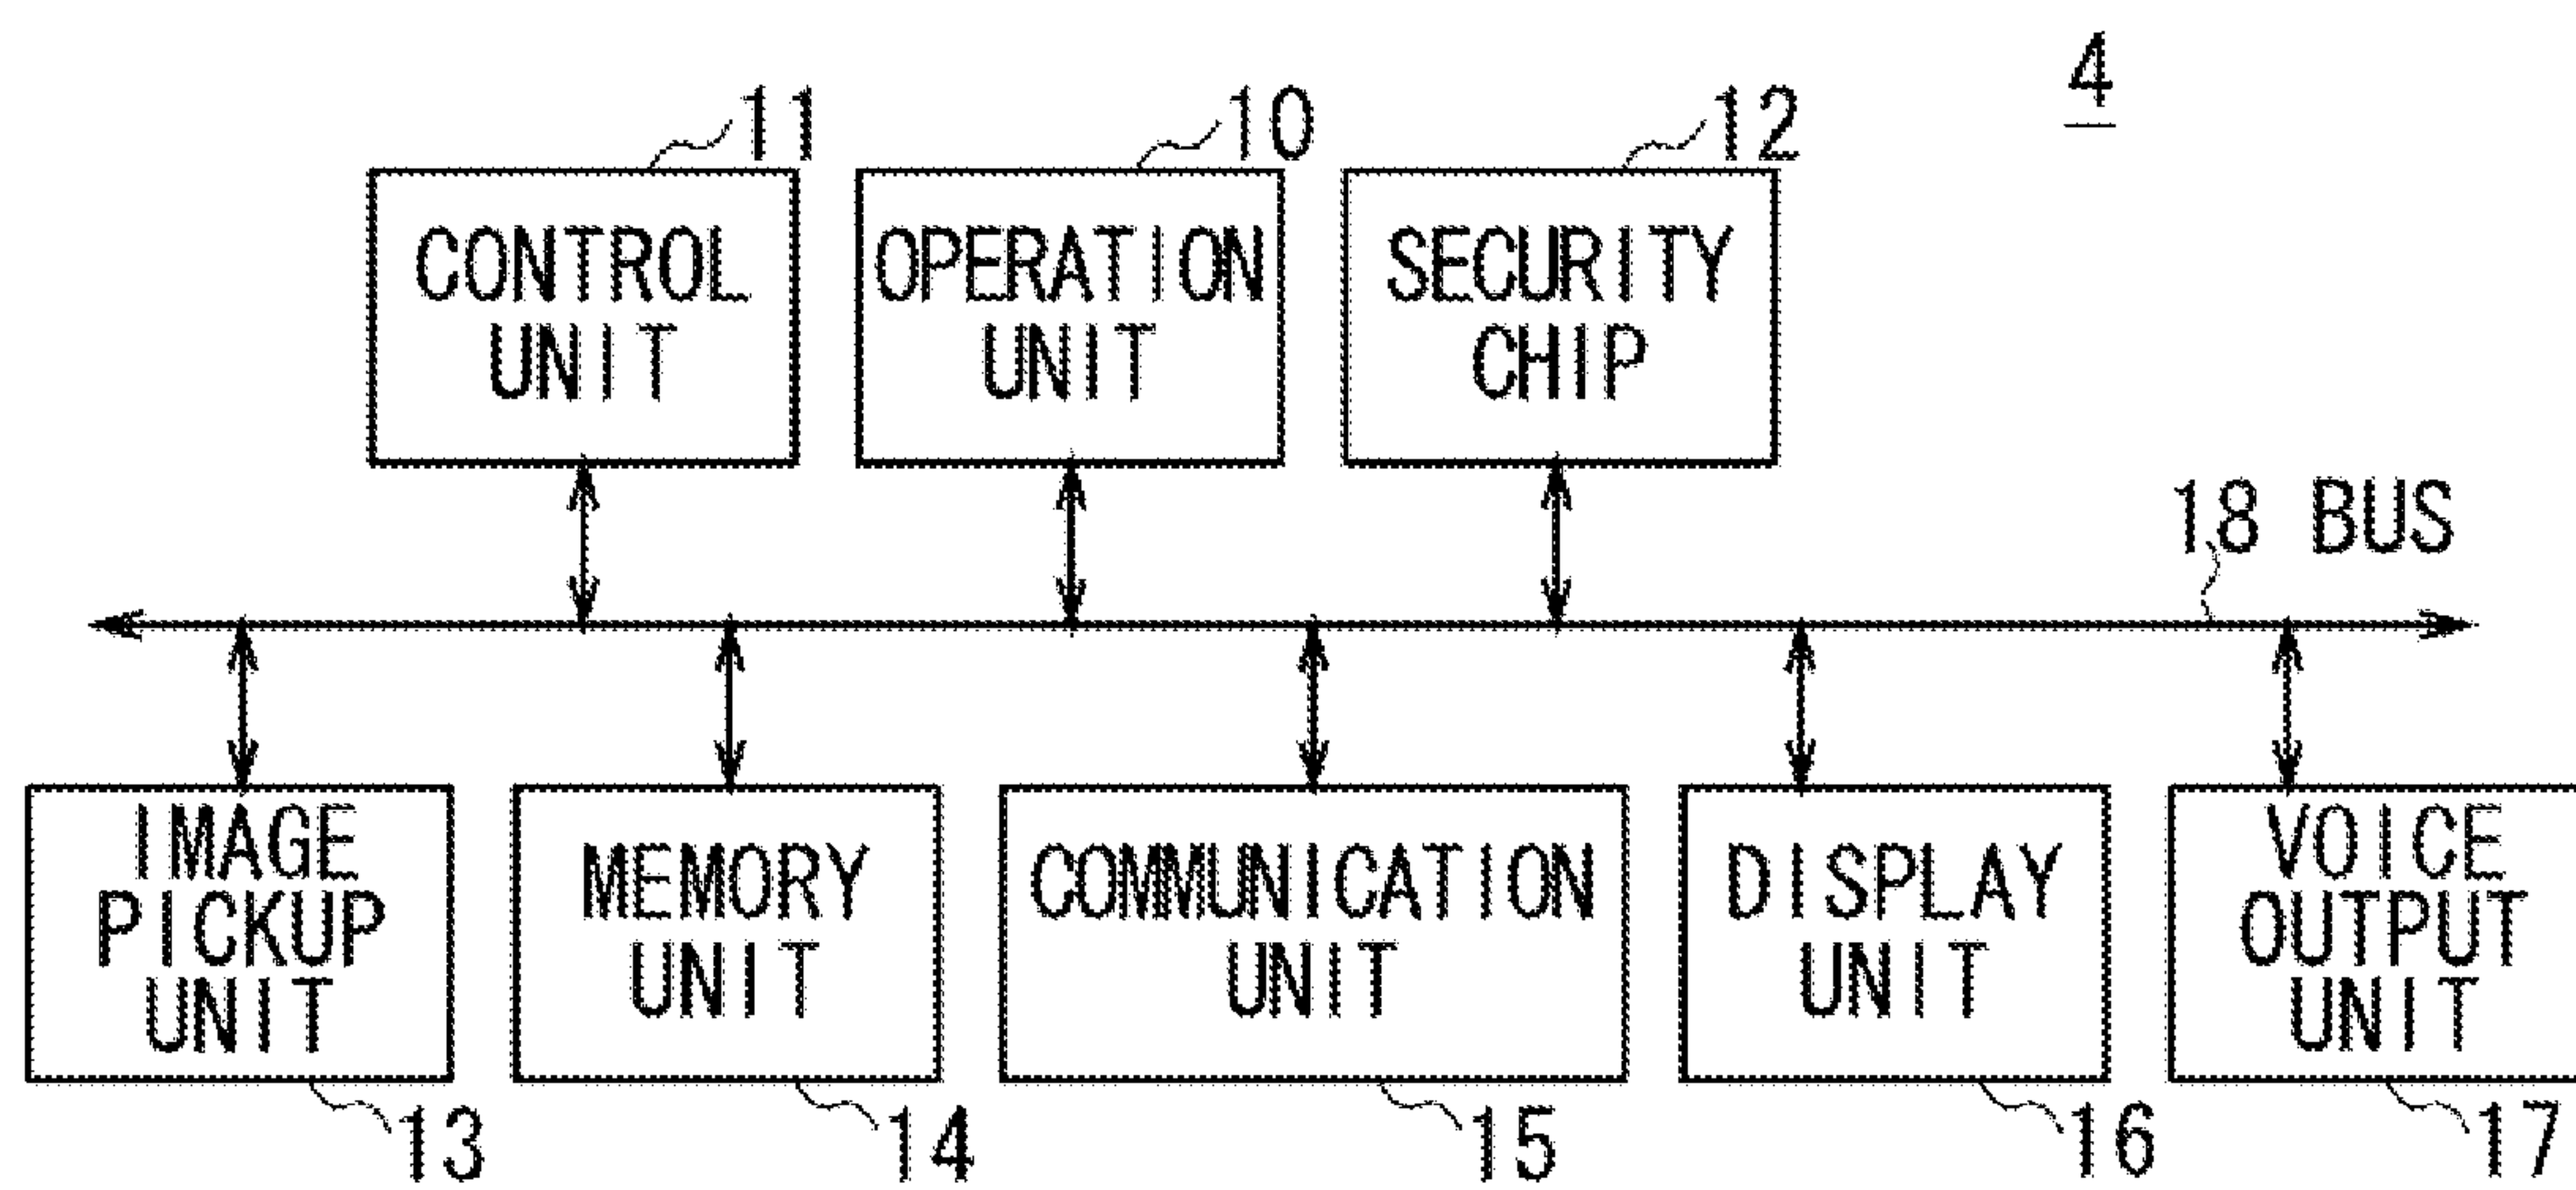 4
11
10
12
CONTROL
UNIT
OPERATION
UNIT
SECURITY
CHIP
18 BUS
IMAGE
PICKUP
UNIT
MEMORY
UNIT
COMMUNICATION
UNIT
DISPLAY
UNIT
VOICE
OUTPUT
UNIT
13
14
15
16
17